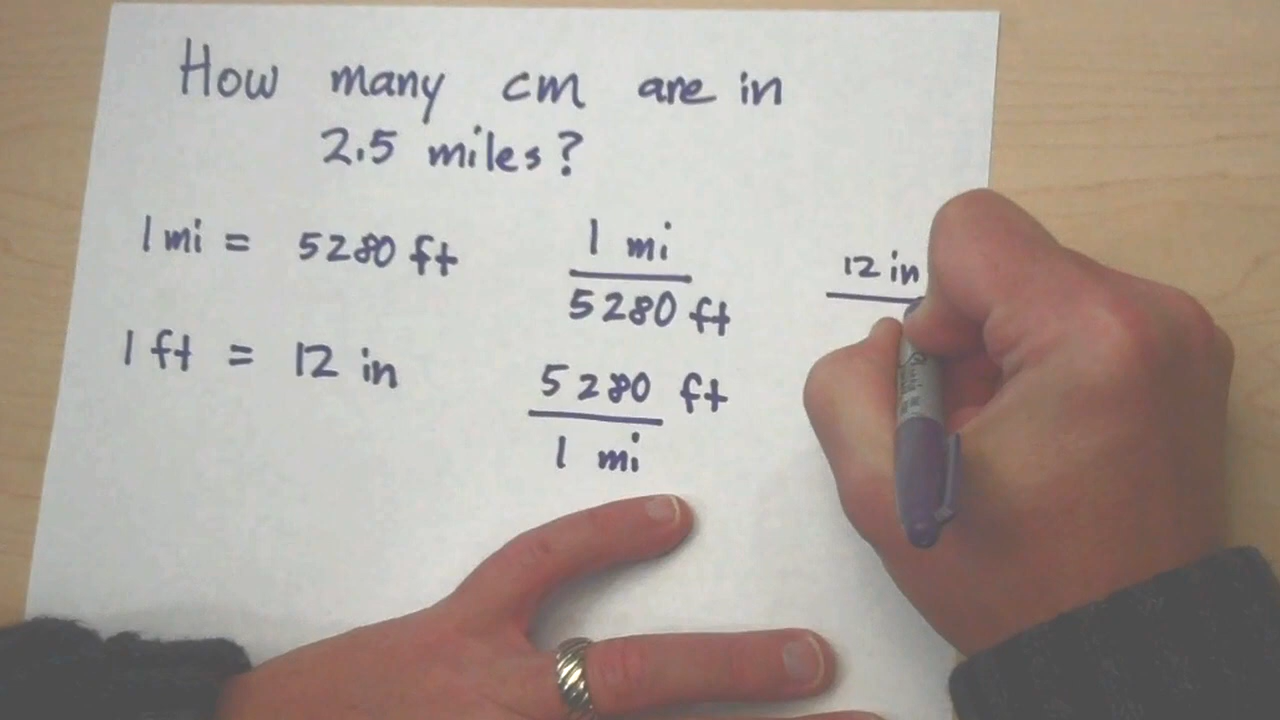 How many cm are in
2.5 miles?
1 mi = 5280 ft
1 ft = 12 in
1 mi
5280 ft
5280 ft
1 mi
12 in